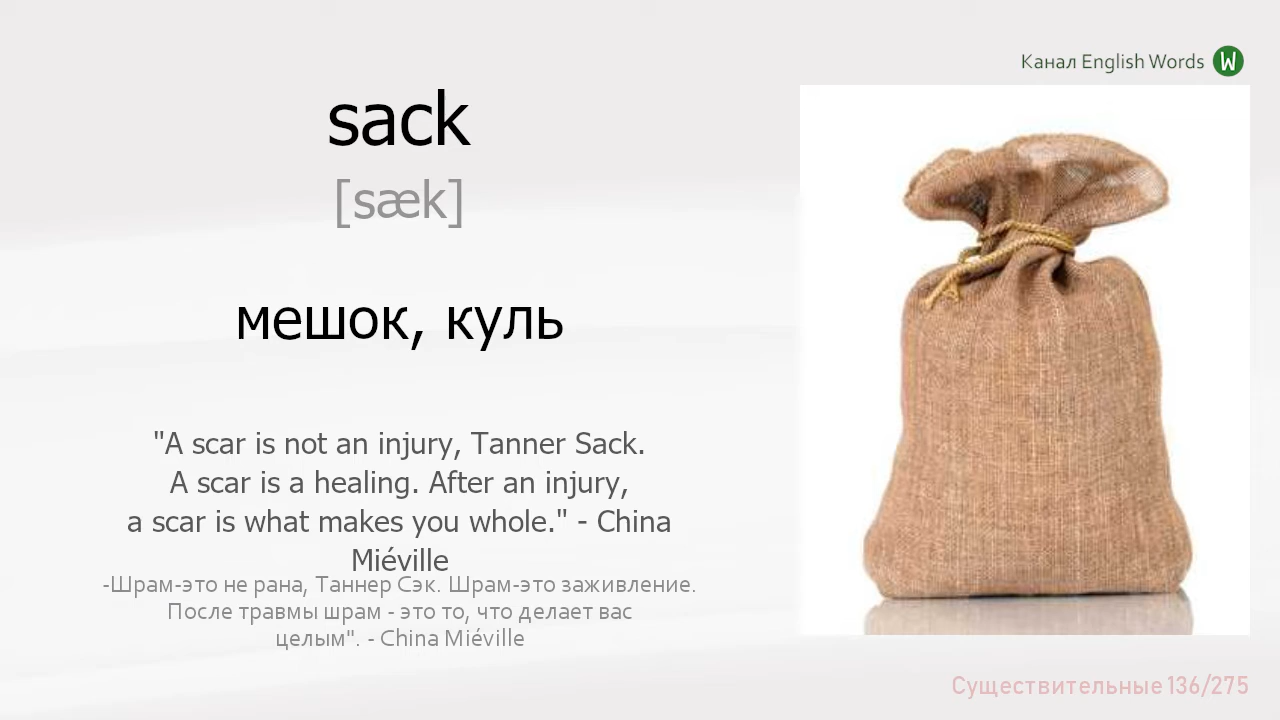 Канал English Words W
sack
[sæk]
мешок, куль
"A scar is not an injury, Tanner Sack.
A scar is a healing. After an injury,
a scar is what makes you whole." - China
Miéville
-Шрам-это не рана, Таннер Сэк. Шрам-это заживление.
После травмы шрам - это то, что делает вас
целым". - China Miéville
Существительные 136/275